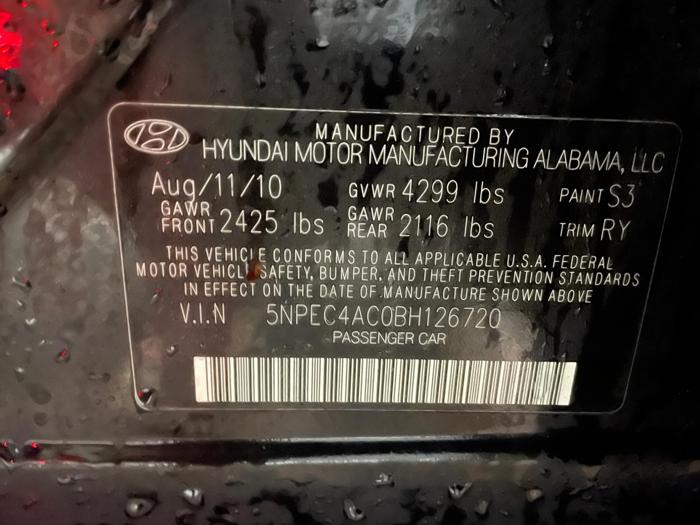 MANUFACTURED BY
HYUNDAI MOTOR MANUFACTURING ALABAMA, LLC
Aug/11/10 GVWR 4299 lbs PAINT S3
GAWR FRONT 2425 lbs GAWR REAR 2116 lbs TRIM RY
THIS VEHICLE CONFORMS TO ALL APPLICABLE U.S.A. FEDERAL
MOTOR VEHICLE SAFETY, BUMPER, AND THEFT PREVENTION STANDARDS
IN EFFECT ON THE DATE OF MANUFACTURE SHOWN ABOVE
V.I.N 5NPEC4AC0BH126720
PASSENGER CAR